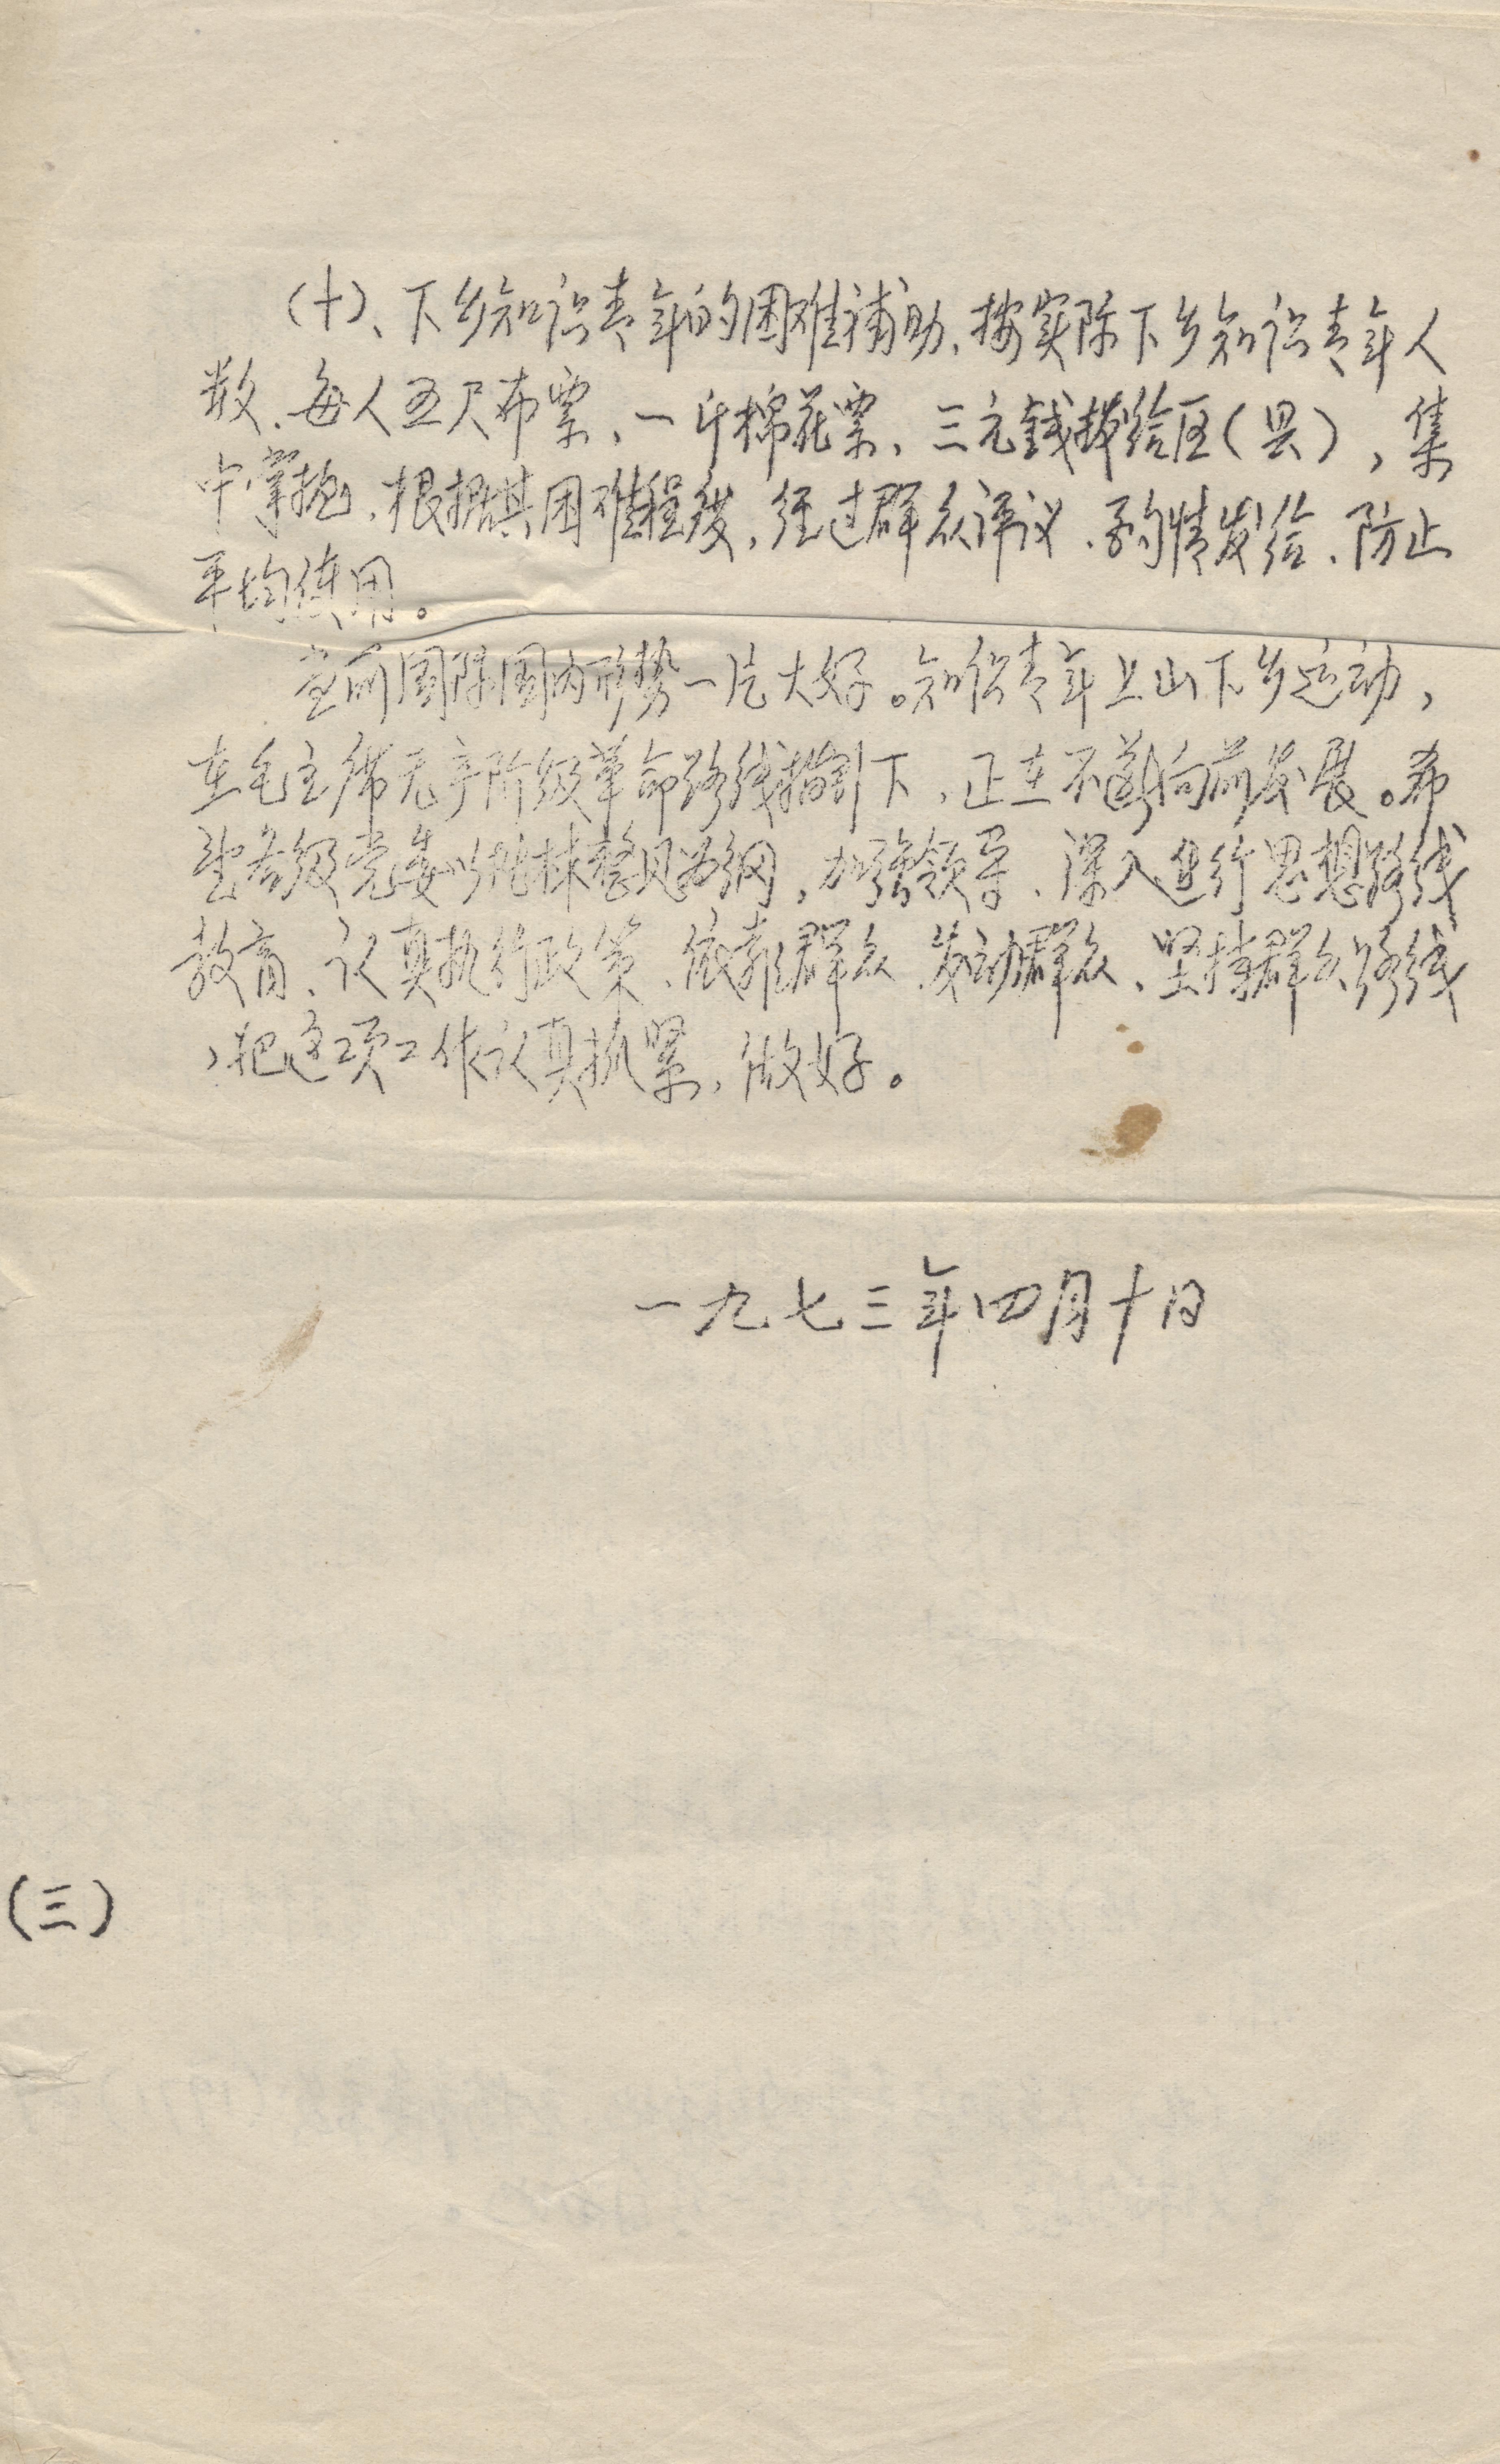 (十)、下乡知识青年的困难补助，按实际下乡知识青年人
数、每人五尺布票、一斤棉花票、三元钱拨给区(县)，集
中掌握、根据其困难程度，经过群众评议、酌情发给、防止
平均使用。
当前国际国内形势一片大好。知识青年上山下乡运动，
在毛主席无产阶级革命路线指引下，正在不断向前发展。希
望各级党委以批林整风为纲，加强领导、深入进行思想路线
教育、认真执行政策、依靠群众、发动群众、坚持群众路线
，把这项工作认真抓紧，做好。
一九七三年四月十日
(三)